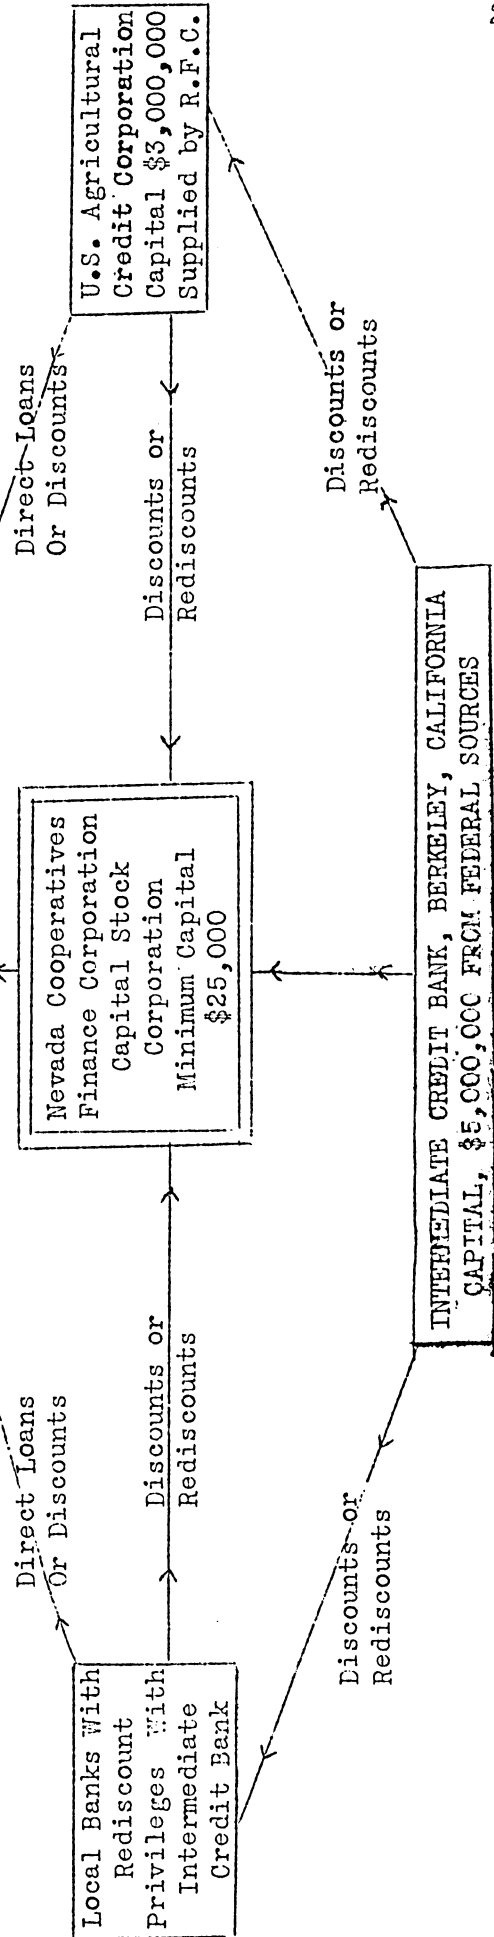 Direct Loans
Or Discounts
Direct Loans
Or Discounts
Local Banks With
Rediscount
Privileges With
Intermediate
Credit Bank
Discounts or
Rediscounts
Nevada Cooperatives
Finance Corporation
Capital Stock
Corporation
Minimum Capital
$25,000
Discounts or
Rediscounts
U.S. Agricultural
Credit Corporation
Capital $3,000,000
Supplied by R.F.C.
Discounts or
Rediscounts
Discounts or
Rediscounts
INTERMEDIATE CREDIT BANK, BERKELEY, CALIFORNIA
CAPITAL, $5,000,000 FROM FEDERAL SOURCES